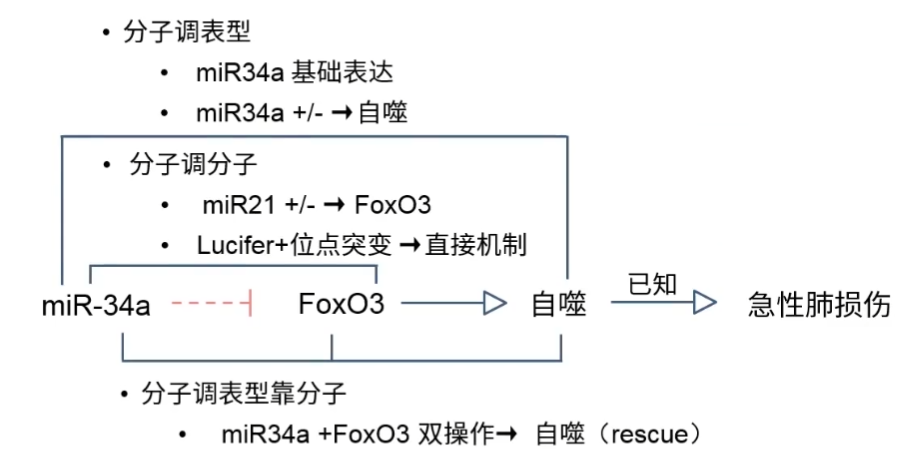 • 分子调表型
• miR34a 基础表达
• miR34a +/- → 自噬
• 分子调分子
• miR21 +/- → FoxO3
• Lucifer+位点突变 → 直接机制
miR-34a FoxO3 自噬 已知 急性肺损伤
• 分子调表型靠分子
• miR34a +FoxO3 双操作→ 自噬（rescue）